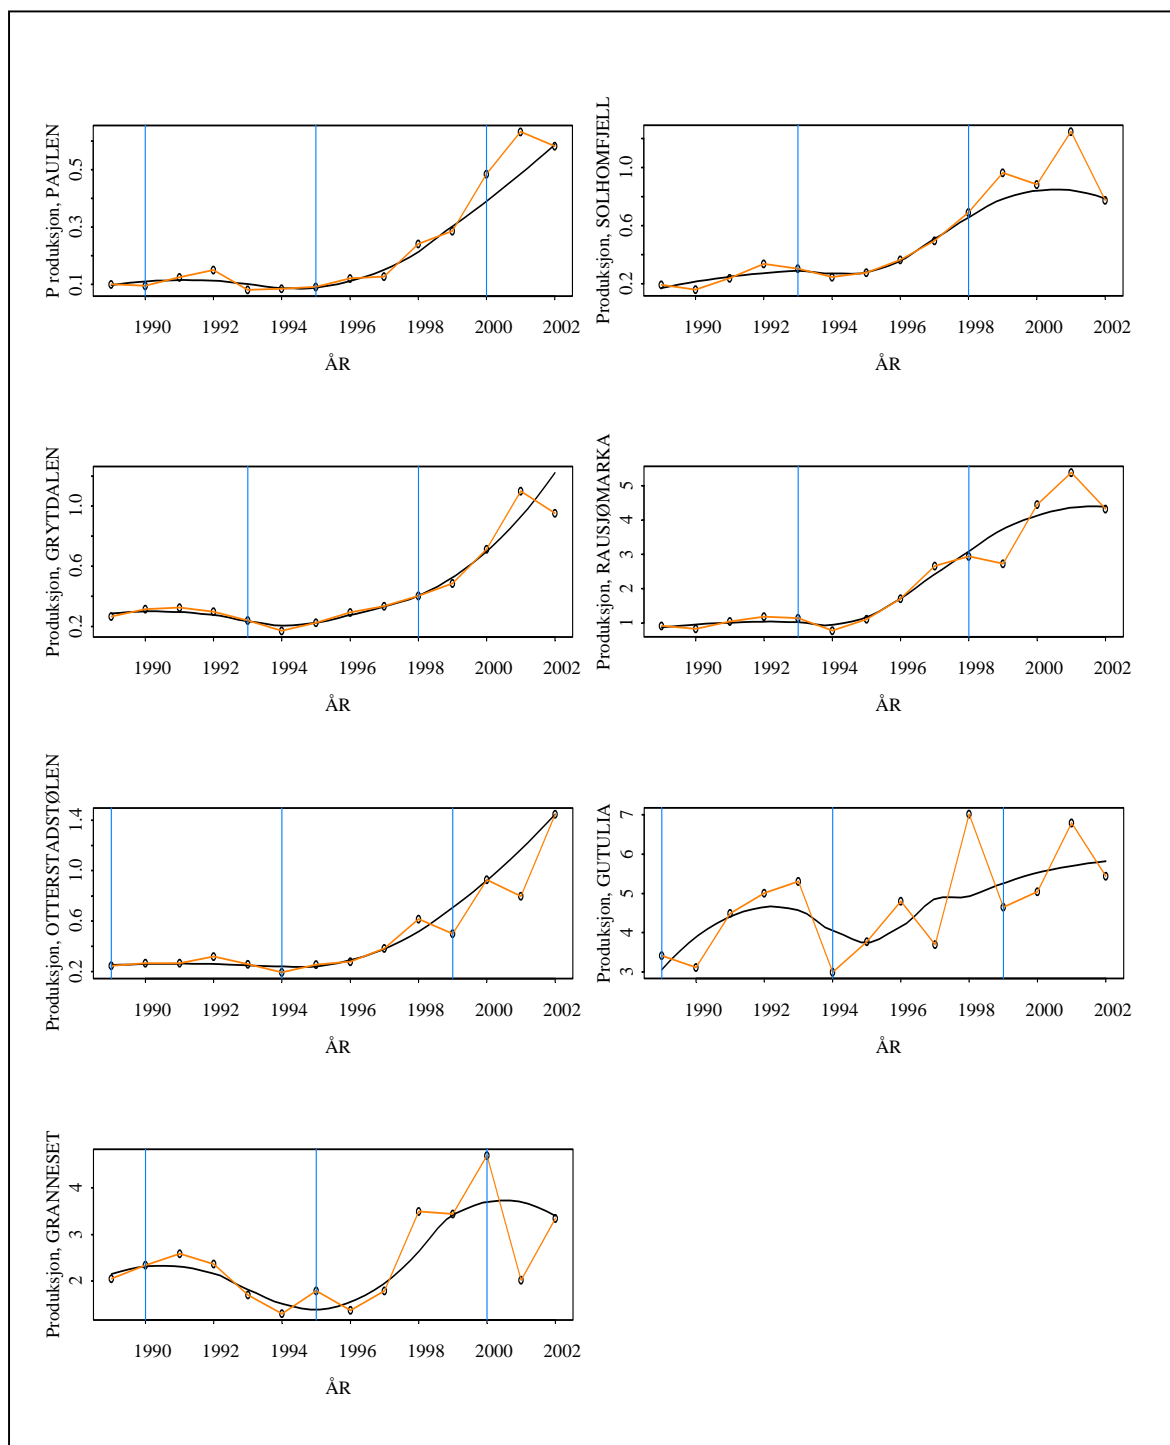 P roduksjon, PAULEN
0.1 0.3 0.5
1990 1992 1994 1996 1998 2000 2002
ÅR
Produksjon, SOLHOMFJELL
0.2 0.6 1.0
1990 1992 1994 1996 1998 2000 2002
ÅR
Produksjon, GRYTDALEN
0.2 0.6 1.0
1990 1992 1994 1996 1998 2000 2002
ÅR
Produksjon, RAUSJØMARKA
1 2 3 4 5
1990 1992 1994 1996 1998 2000 2002
ÅR
Produksjon, OTTERSTADSTØLEN
0.2 0.6 1.0 1.4
1990 1992 1994 1996 1998 2000 2002
ÅR
Produksjon, GUTULIA
3 4 5 6 7
1990 1992 1994 1996 1998 2000 2002
ÅR
Produksjon, GRANNESET
2 3 4
1990 1992 1994 1996 1998 2000 2002
ÅR